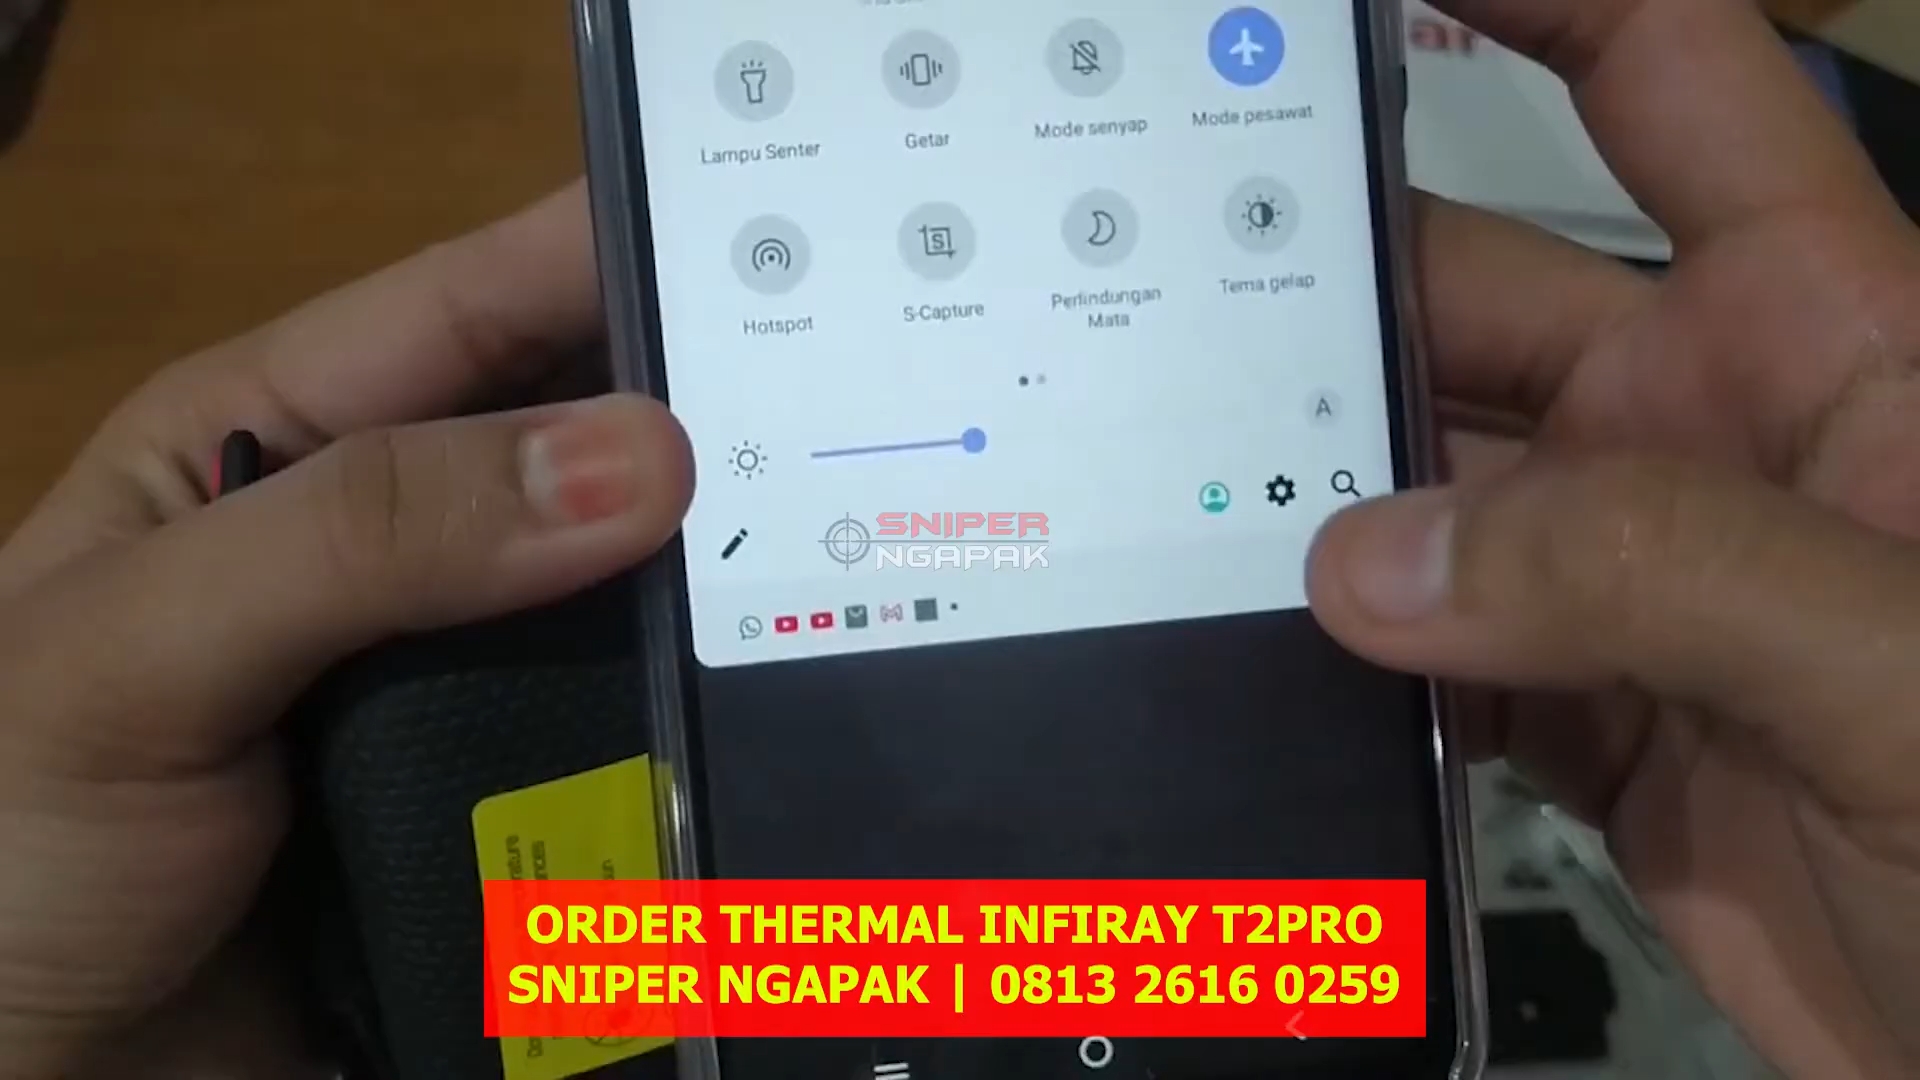 Lampu Senter
Getar
Mode senyap
Mode pesawat
Hotspot
S-Capture
Perlindungan
Mata
Tema gelap
A
SNIPER
NGAPAK
ORDER THERMAL INFIRAY T2PRO
SNIPER NGAPAK | 0813 2616 0259